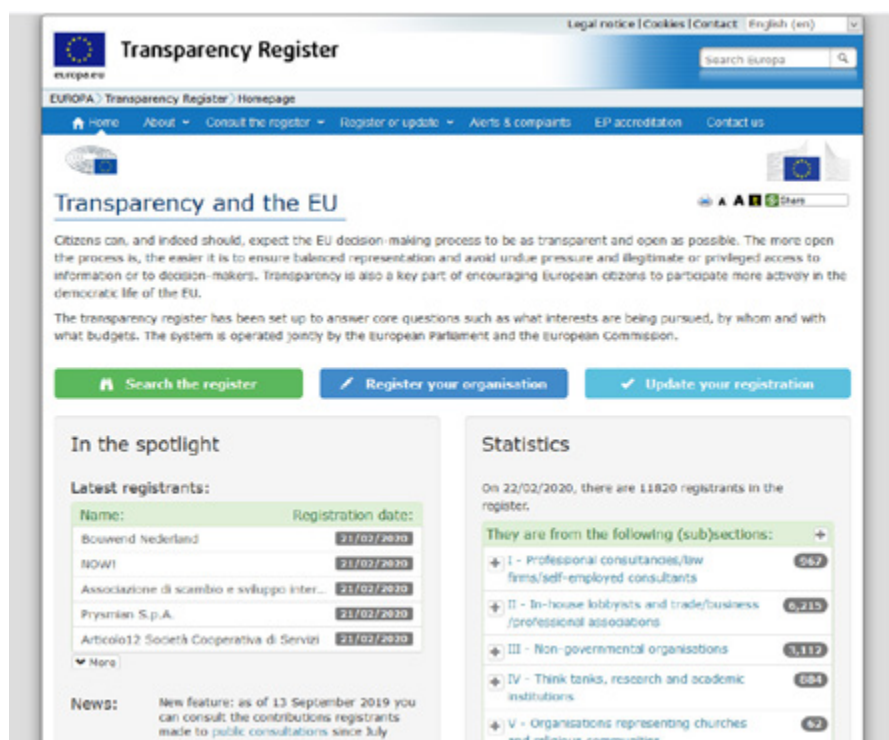 Legal notice | Cookies | Contact English (en)
Transparency Register
europa.eu
Search Europa
EUROPA > Transparency Register > Homepage
Home About Consult the register Register or update Alerts & complaints EP accreditation Contact us
Transparency and the EU
A A Share
Citizens can, and indeed should, expect the EU decision-making process to be as transparent and open as possible. The more open
the process is, the easier it is to ensure balanced representation and avoid undue pressure and illegitimate or privileged access to
information or to decision-makers. Transparency is also a key part of encouraging European citizens to participate more actively in the
democratic life of the EU.
The transparency register has been set up to answer core questions such as what interests are being pursued, by whom and with
what budgets. The system is operated jointly by the European Parliament and the European Commission.
Search the register Register your organisation Update your registration
In the spotlight
Latest registrants:
Name: Registration date:
Bouwend Nederland 21/02/2020
NOW! 21/02/2020
Associazione di scambio e sviluppo inter... 21/02/2020
Prysmian S.p.A. 21/02/2020
Articolo12 Società Cooperativa di Servizi 21/02/2020
More
News: New feature: as of 13 September 2019 you
can consult the contributions registrants
made to public consultations since July
Statistics
On 22/02/2020, there are 11820 registrants in the
register.
They are from the following (sub)sections:
I - Professional consultancies/law 967
firms/self-employed consultants
II - In-house lobbyists and trade/business 6,215
/professional associations
III - Non-governmental organisations 3,112
IV - Think tanks, research and academic 884
institutions
V - Organisations representing churches 62
and religious communities